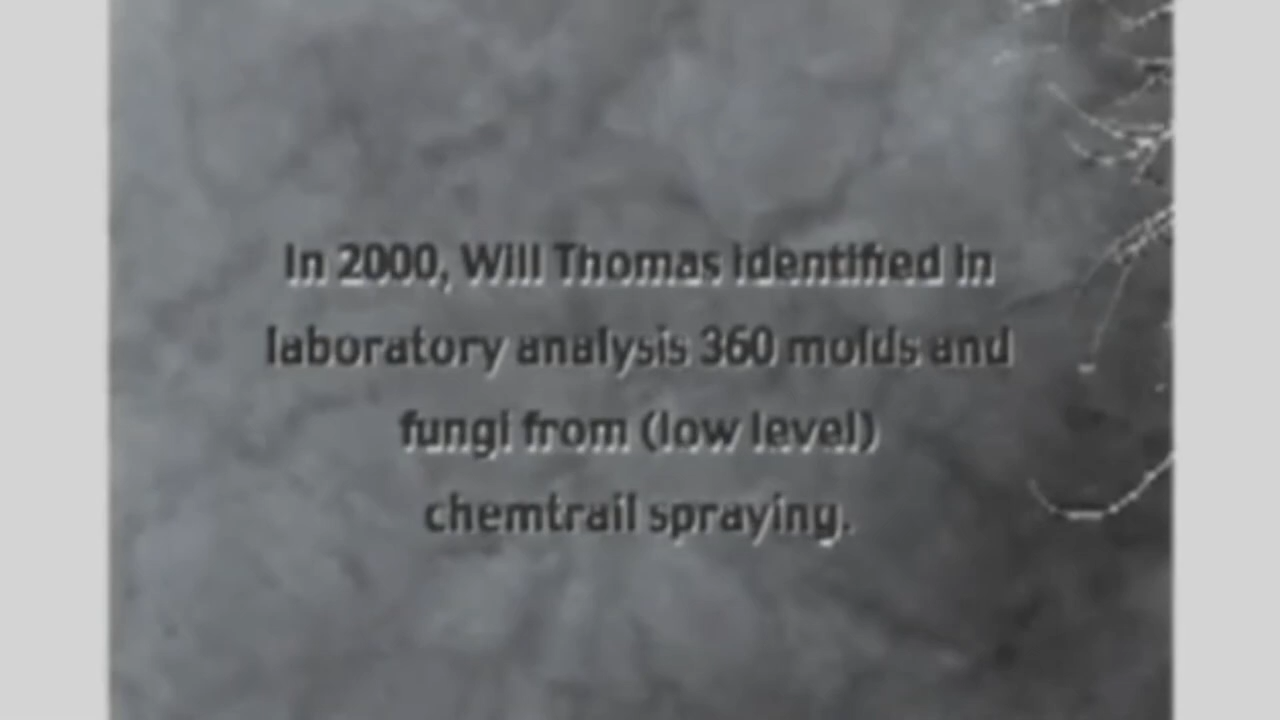 In 2000, Will Thomas identified in
laboratory analysis 360 molds and
fungi from (low level)
chemtrail spraying.